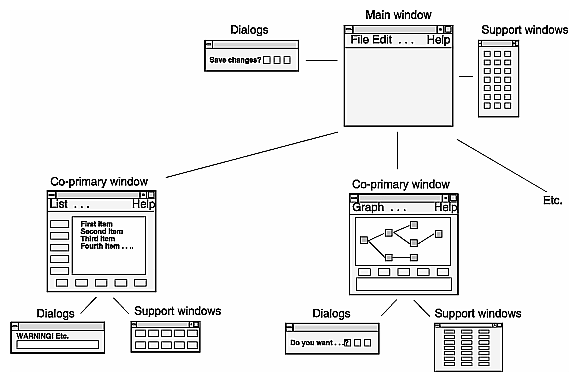 Main window
Dialogs
Support windows
File Edit . . . Help
Save changes?
Etc.
Co-primary window
List . . . Help
First item
Second item
Third item
Fourth item . . . .
Co-primary window
Graph . . . Help
Dialogs
Support windows
WARNING! Etc.
Dialogs
Support windows
Do you want . . .?